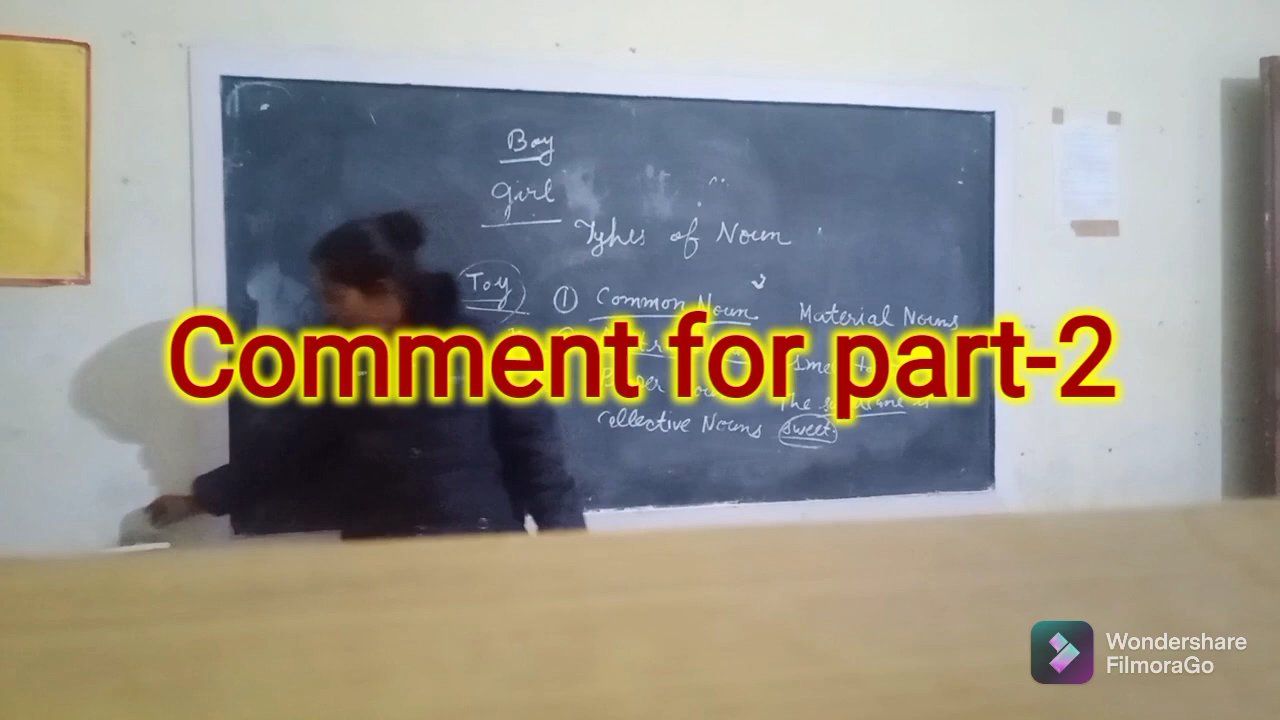 Boy
Girl
Types of Noun
Toy
① Common Noun
Material Nouns
Comment for part-2
The
Collective Nouns
sweet
Wondershare
FilmoraGo